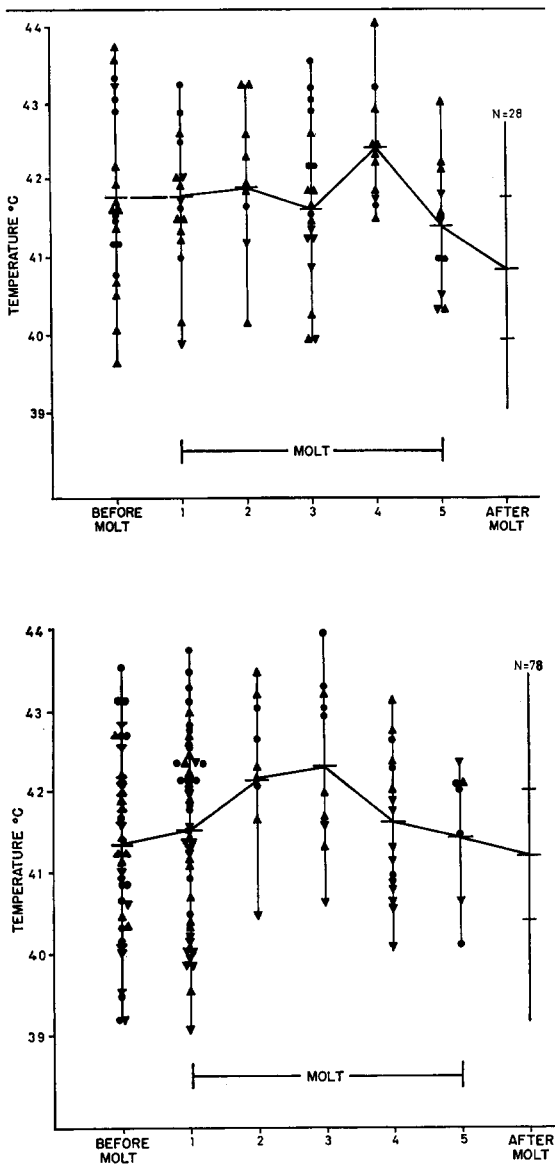 44
43
42
41
40
39
TEMPERATURE °C
N=28
MOLT
BEFORE MOLT
1
2
3
4
5
AFTER MOLT
44
43
42
41
40
39
TEMPERATURE °C
N=78
MOLT
BEFORE MOLT
1
2
3
4
5
AFTER MOLT